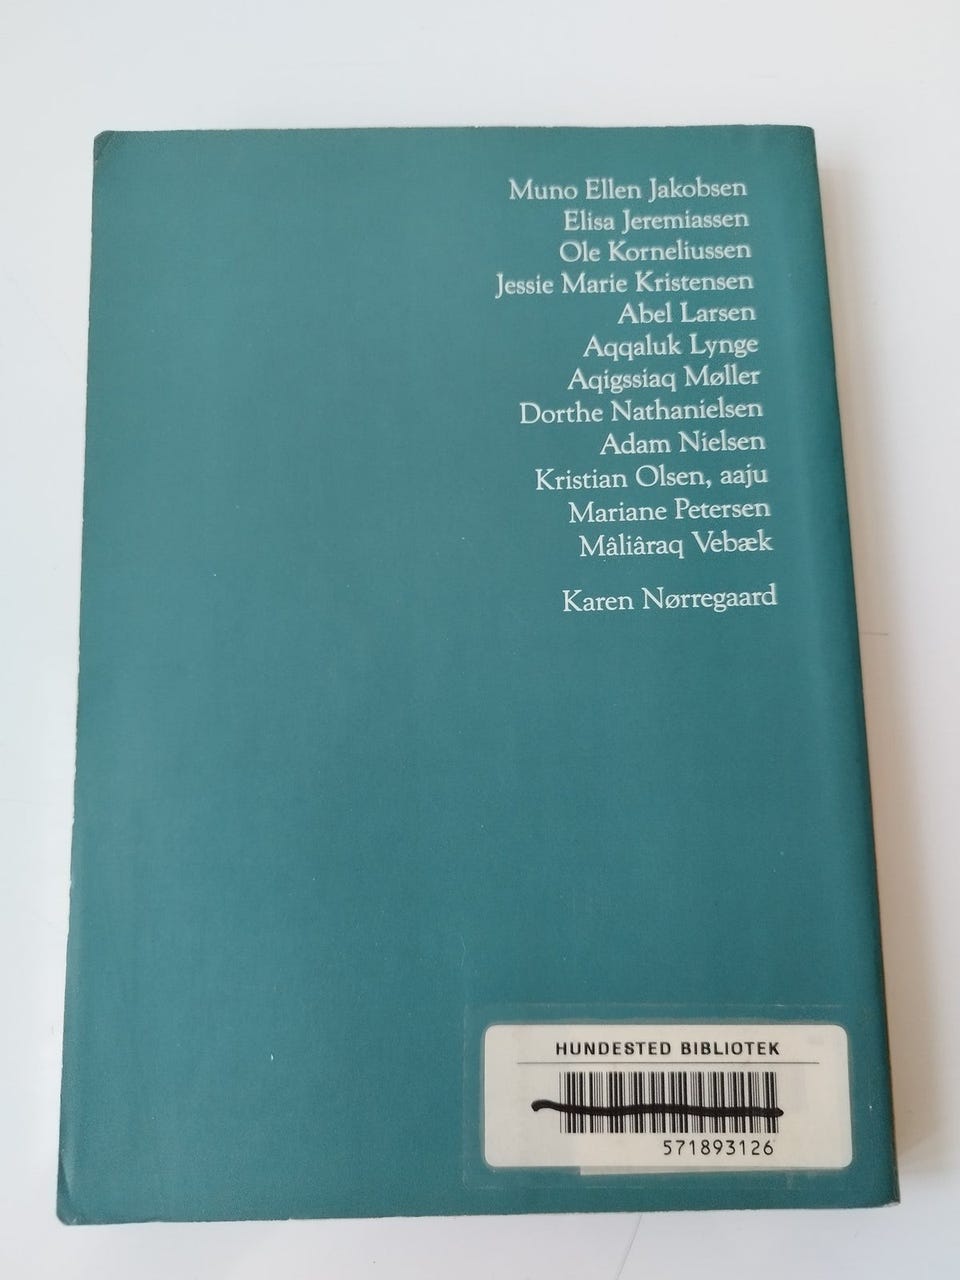 Muno Ellen Jakobsen
Elisa Jeremiassen
Ole Korneliussen
Jessie Marie Kristensen
Abel Larsen
Aqqaluk Lynge
Aqigssiaq Møller
Dorthe Nathanielsen
Adam Nielsen
Kristian Olsen, aaju
Mariane Petersen
Mâliâraq Vebæk
Karen Nørregaard
HUNDESTED BIBLIOTEK
571893126